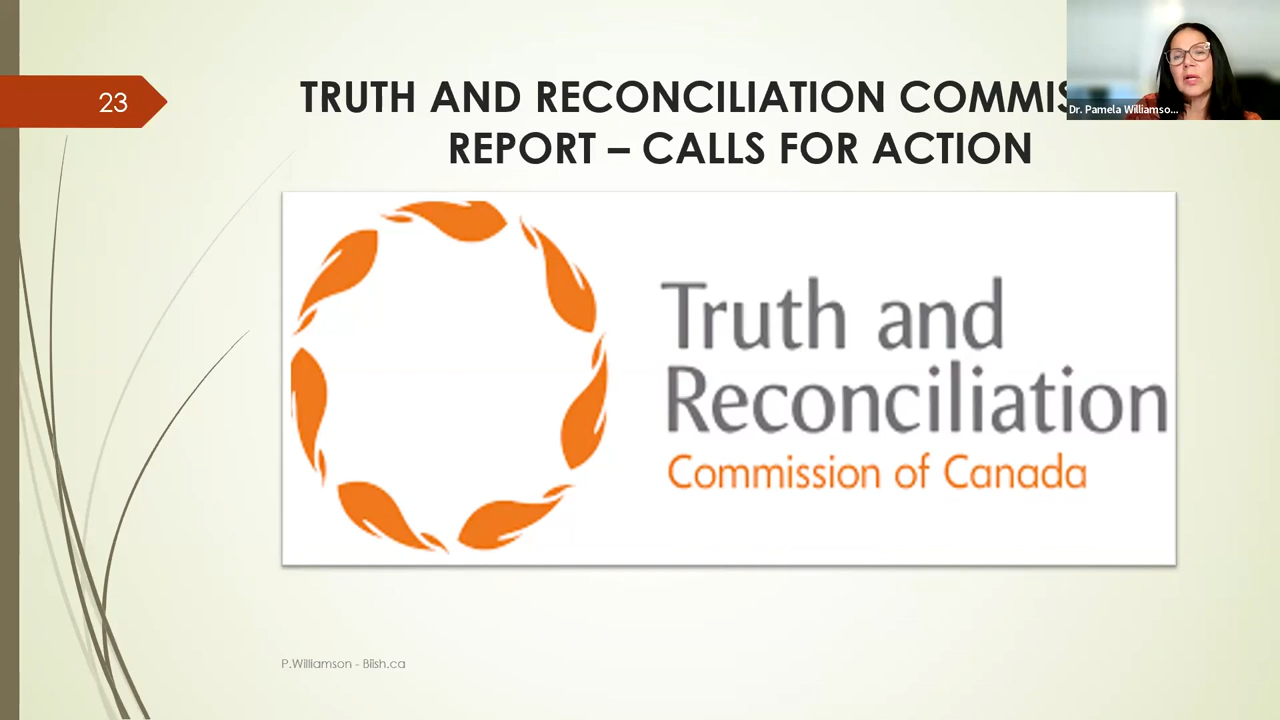 23
TRUTH AND RECONCILIATION COMMIS
REPORT – CALLS FOR ACTION
Dr. Pamela Williamso...
Truth and
Reconciliation
Commission of Canada
P.Williamson - Biish.ca